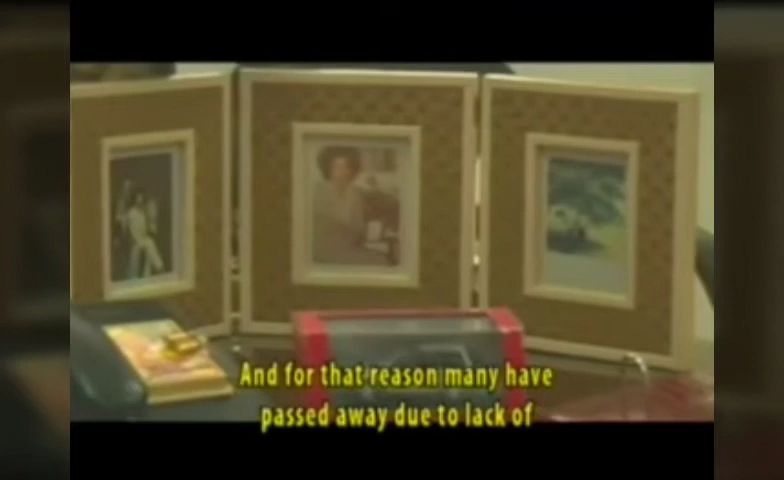 And for that reason many have
passed away due to lack of